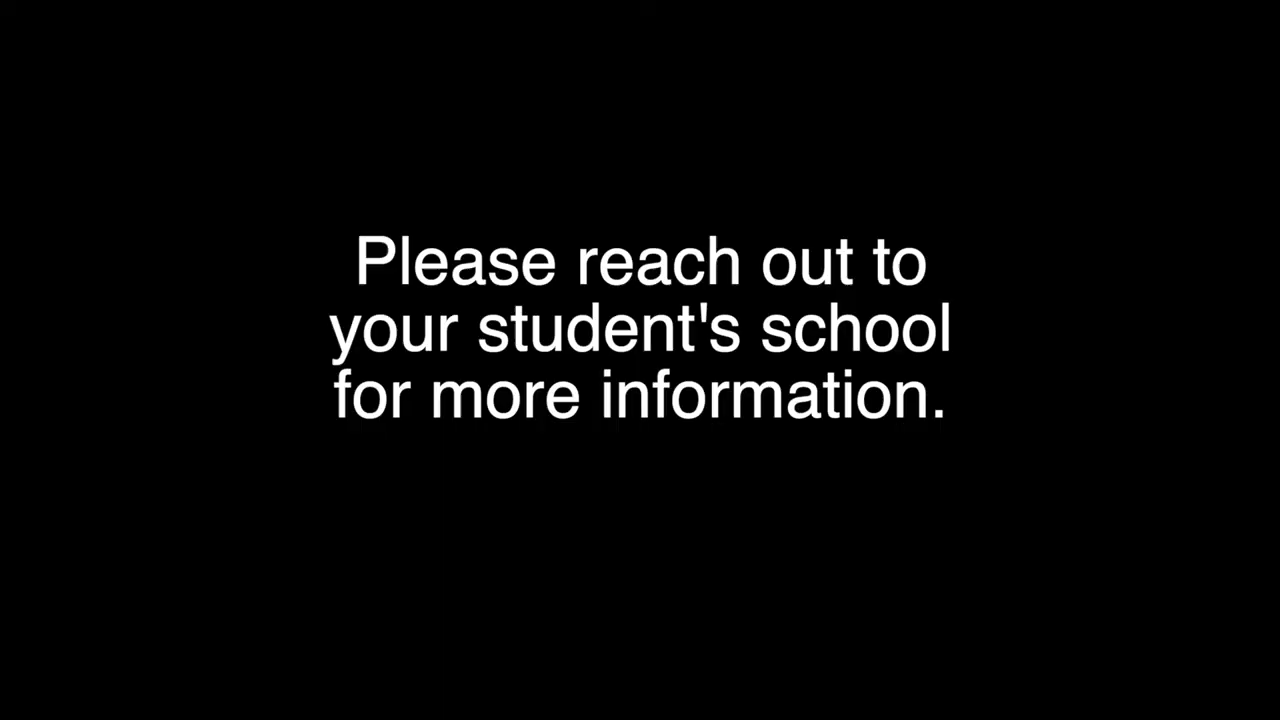 Please reach out to
your student's school
for more information.